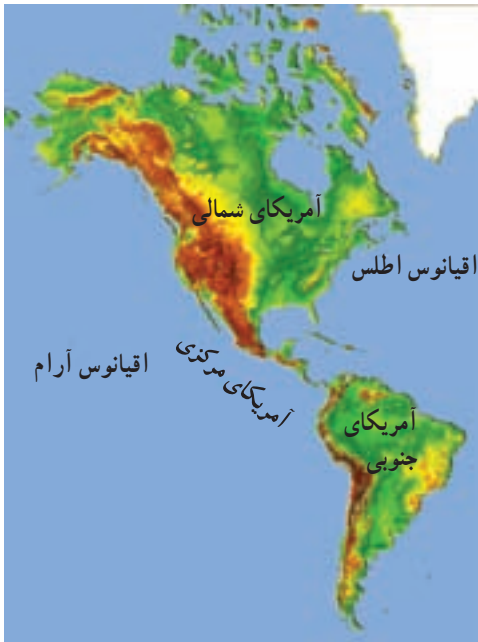 آمریکای شمالی
اقیانوس اطلس
اقیانوس آرام
آمریکای مرکزی
آمریکای
جنوبی